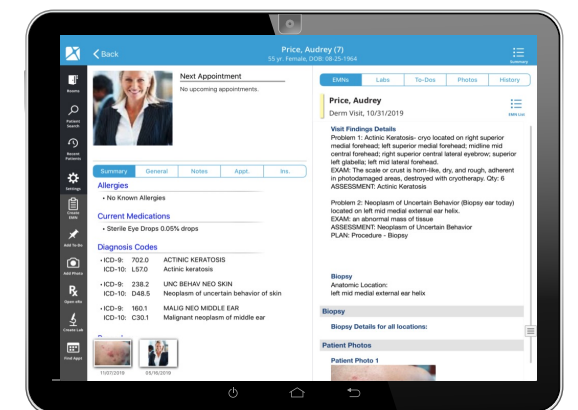 Back
Price, Audrey (7)
55 yr. Female, DOB: 08-25-1964
Summary
Rooms
Patient Search
Recent Patients
Settings
Create EMN
Add To-Do
Add Photo
Open eRx
Create Lab
Find Appt
Next Appointment
No upcoming appointments.
Summary General Notes Appt. Ins.
Allergies
• No Known Allergies
Current Medications
• Sterile Eye Drops 0.05%  drops
Diagnosis Codes
• ICD-9: 702.0 ACTINIC KERATOSIS
ICD-10: L57.0 Actinic keratosis
• ICD-9: 238.2 UNC BEHAV NEO SKIN
ICD-10: D48.5 Neoplasm of uncertain behavior of skin
• ICD-9: 160.1 MALIG NEO MIDDLE EAR
ICD-10: C30.1 Malignant neoplasm of middle ear
11/07/2019 09/16/2019
EMNs Labs To-Dos Photos History
Price, Audrey
Derm Visit, 10/31/2019
EMN List
Visit Findings Details
Problem 1: Actinic Keratosis- cryo located on right superior
medial forehead; left superior medial forehead; midline mid
central forehead; right superior central lateral eyebrow; superior
left glabella; left mid lateral forehead.
EXAM: The scale or crust is horn-like, dry, and rough, adherent
in photodamaged areas, destroyed with cryotherapy. Qty: 6
ASSESSMENT: Actinic Keratosis
Problem 2: Neoplasm of Uncertain Behavior (Biopsy ear today)
located on left mid medial external ear helix.
EXAM: an abnormal mass of tissue
ASSESSMENT: Neoplasm of Uncertain Behavior
PLAN: Procedure - Biopsy
Biopsy
Anatomic Location:
left mid medial external ear helix
Biopsy
Biopsy Details for all locations:
Patient Photos
Patient Photo 1